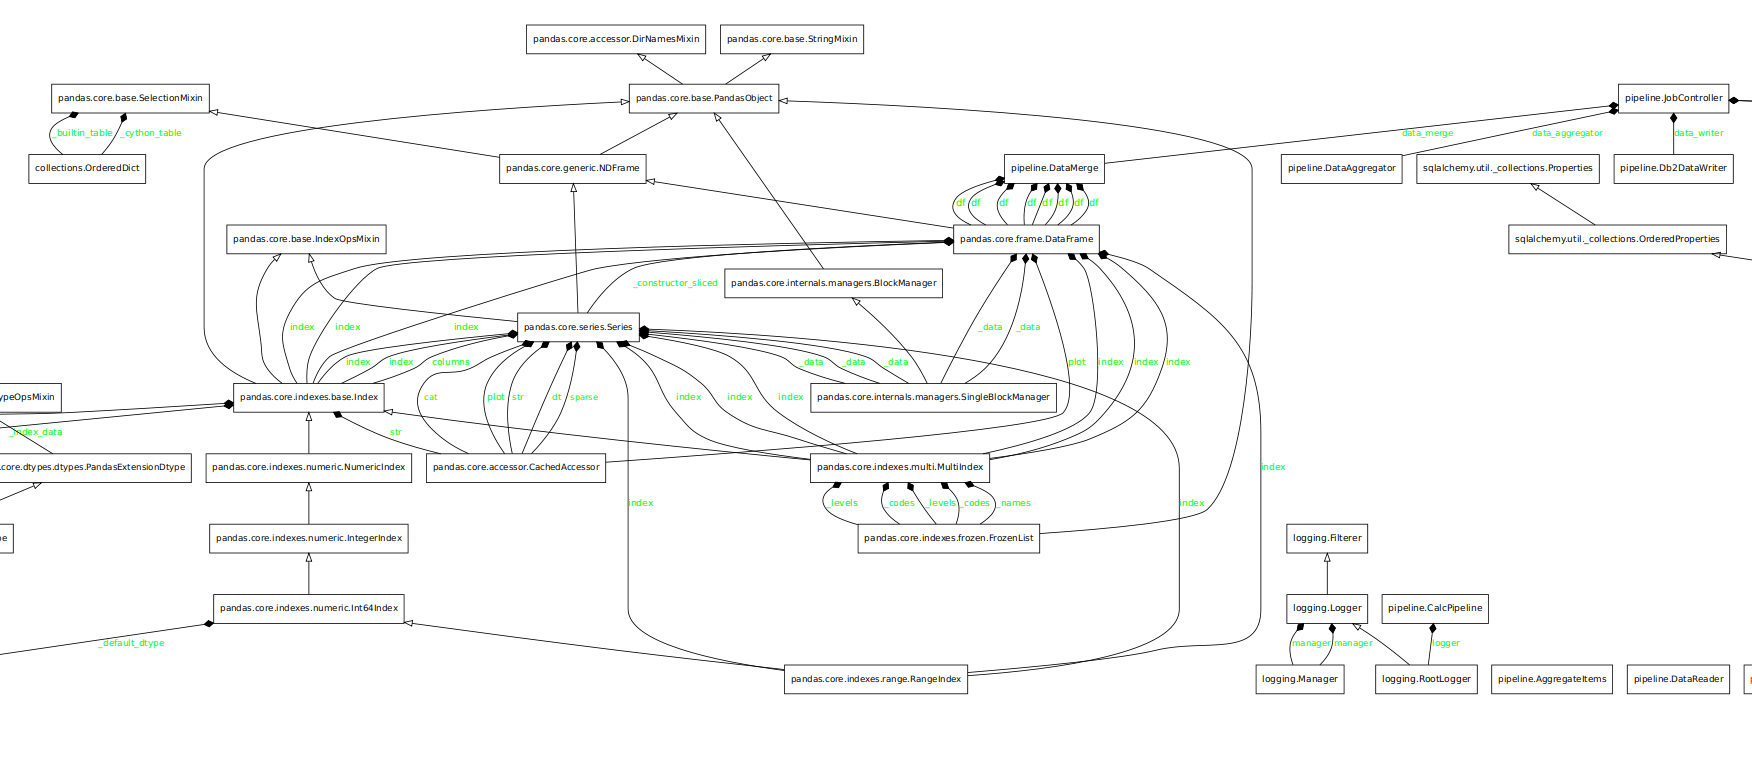 pandas.core.accessor.DirNamesMixin
pandas.core.base.StringMixin
pandas.core.base.SelectionMixin
pandas.core.base.PandasObject
pipeline.JobController
_builtin_table
_cython_table
data_merge
data_aggregator
data_writer
collections.OrderedDict
pandas.core.generic.NDFrame
pipeline.DataMerge
pipeline.DataAggregator
sqlalchemy.util._collections.Properties
pipeline.Db2DataWriter
df
df
df
df
df
df
df
df
pandas.core.base.IndexOpsMixin
pandas.core.frame.DataFrame
sqlalchemy.util._collections.OrderedProperties
_constructor_sliced
pandas.core.internals.managers.BlockManager
index
index
index
pandas.core.series.Series
_data
_data
index
index
columns
_data
_data
_data
plot
index
index
index
ypeOpsMixin
pandas.core.indexes.base.Index
cat
plot
str
dt
sparse
index
index
index
pandas.core.internals.managers.SingleBlockManager
_index_data
str
.core.dtypes.dtypes.PandasExtensionDtype
pandas.core.indexes.numeric.NumericIndex
pandas.core.accessor.CachedAccessor
pandas.core.indexes.multi.MultiIndex
index
index
_levels
_codes
_levels
_codes
_names
index
pandas.core.indexes.numeric.IntegerIndex
pandas.core.indexes.frozen.FrozenList
logging.Filterer
pandas.core.indexes.numeric.Int64Index
logging.Logger
pipeline.CalcPipeline
_default_dtype
manager
manager
logger
pandas.core.indexes.range.RangeIndex
logging.Manager
logging.RootLogger
pipeline.AggregateItems
pipeline.DataReader